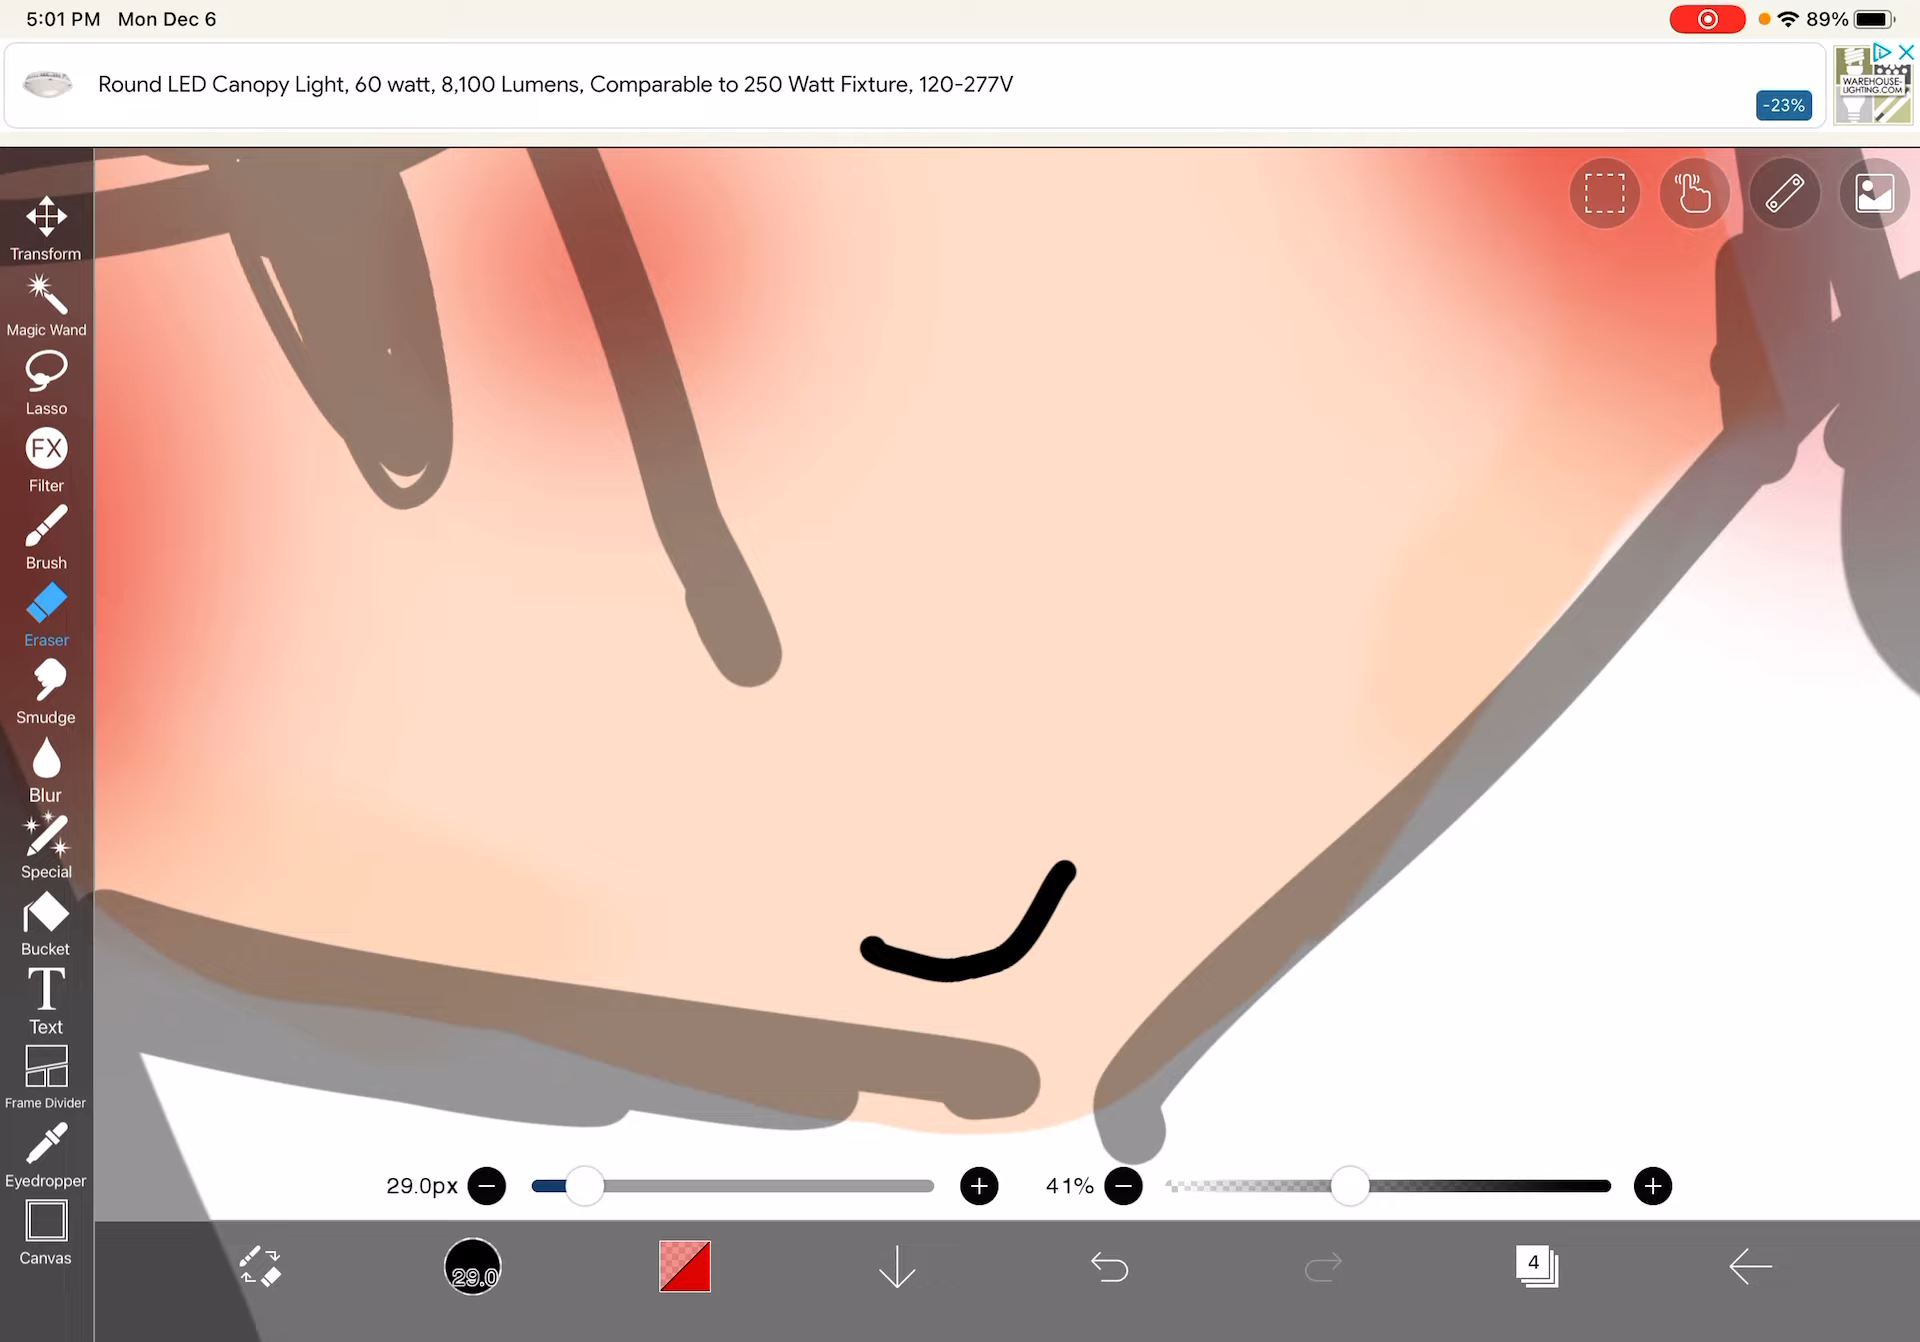 5:01 PM Mon Dec 6
89%
Round LED Canopy Light, 60 watt, 8,100 Lumens, Comparable to 250 Watt Fixture, 120-277V
-23%
WAREHOUSE-
LIGHTING.COM
Transform
Magic Wand
Lasso
FX
Filter
Brush
Eraser
Smudge
Blur
Special
Bucket
T
Text
Frame Divider
Eyedropper
Canvas
29.0px
41%
29.0
4